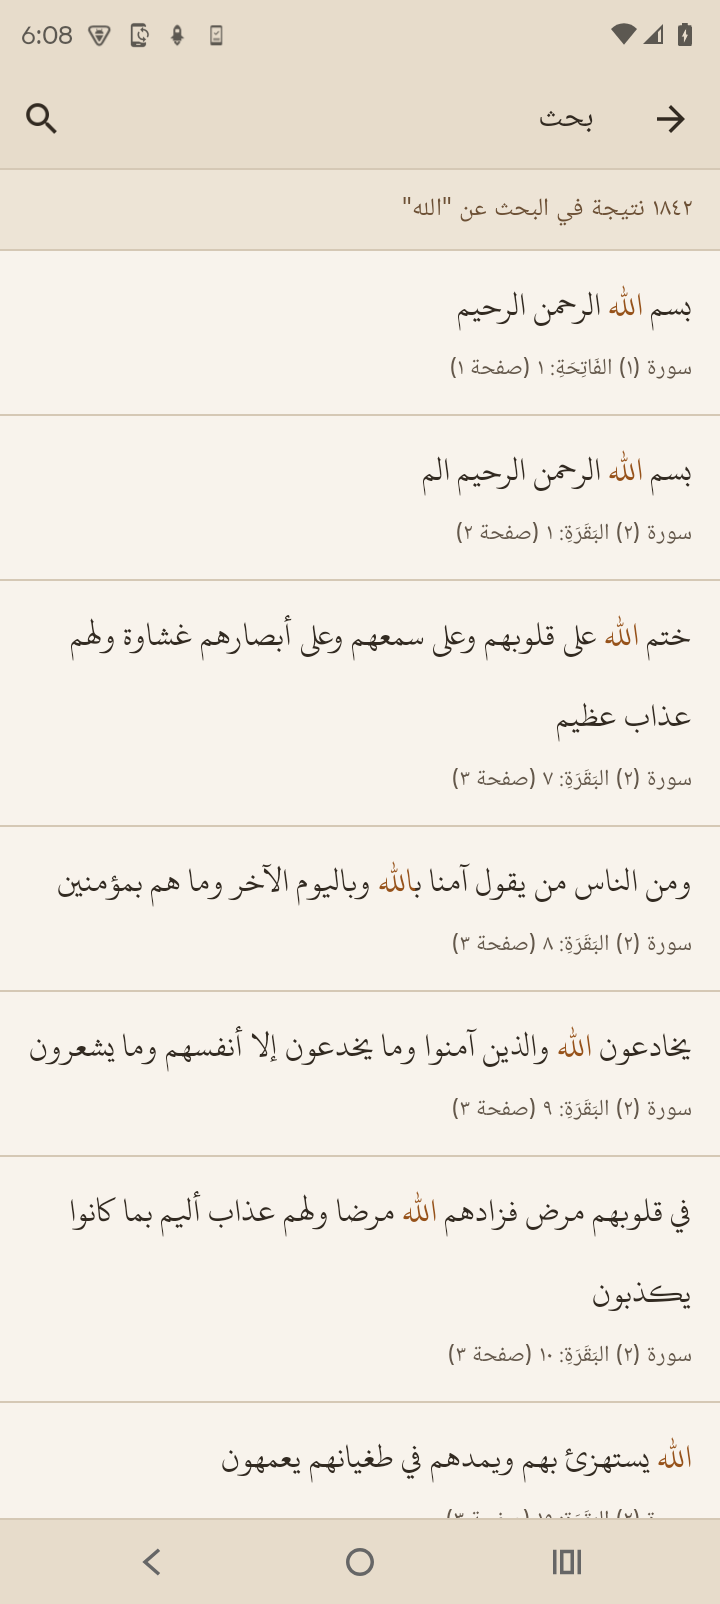 6:08
بحث
١٨٤٢ نتيجة في البحث عن "الله"
بسم الله الرحمن الرحيم
سورة (١) الفَاتِحَةِ: ١ (صفحة ١)
بسم الله الرحمن الرحيم الم
سورة (٢) البَقَرَةِ: ١ (صفحة ٢)
ختم الله على قلوبهم وعلى سمعهم وعلى أبصارهم غشاوة ولهم
عذاب عظيم
سورة (٢) البَقَرَةِ: ٧ (صفحة ٣)
ومن الناس من يقول آمنا بالله وباليوم الآخر وما هم بمؤمنين
سورة (٢) البَقَرَةِ: ٨ (صفحة ٣)
يخادعون الله والذين آمنوا وما يخدعون إلا أنفسهم وما يشعرون
سورة (٢) البَقَرَةِ: ٩ (صفحة ٣)
في قلوبهم مرض فزادهم الله مرضا ولهم عذاب أليم بما كانوا
يكذبون
سورة (٢) البَقَرَةِ: ١٠ (صفحة ٣)
الله يستهزئ بهم ويمدهم في طغيانهم يعمهون